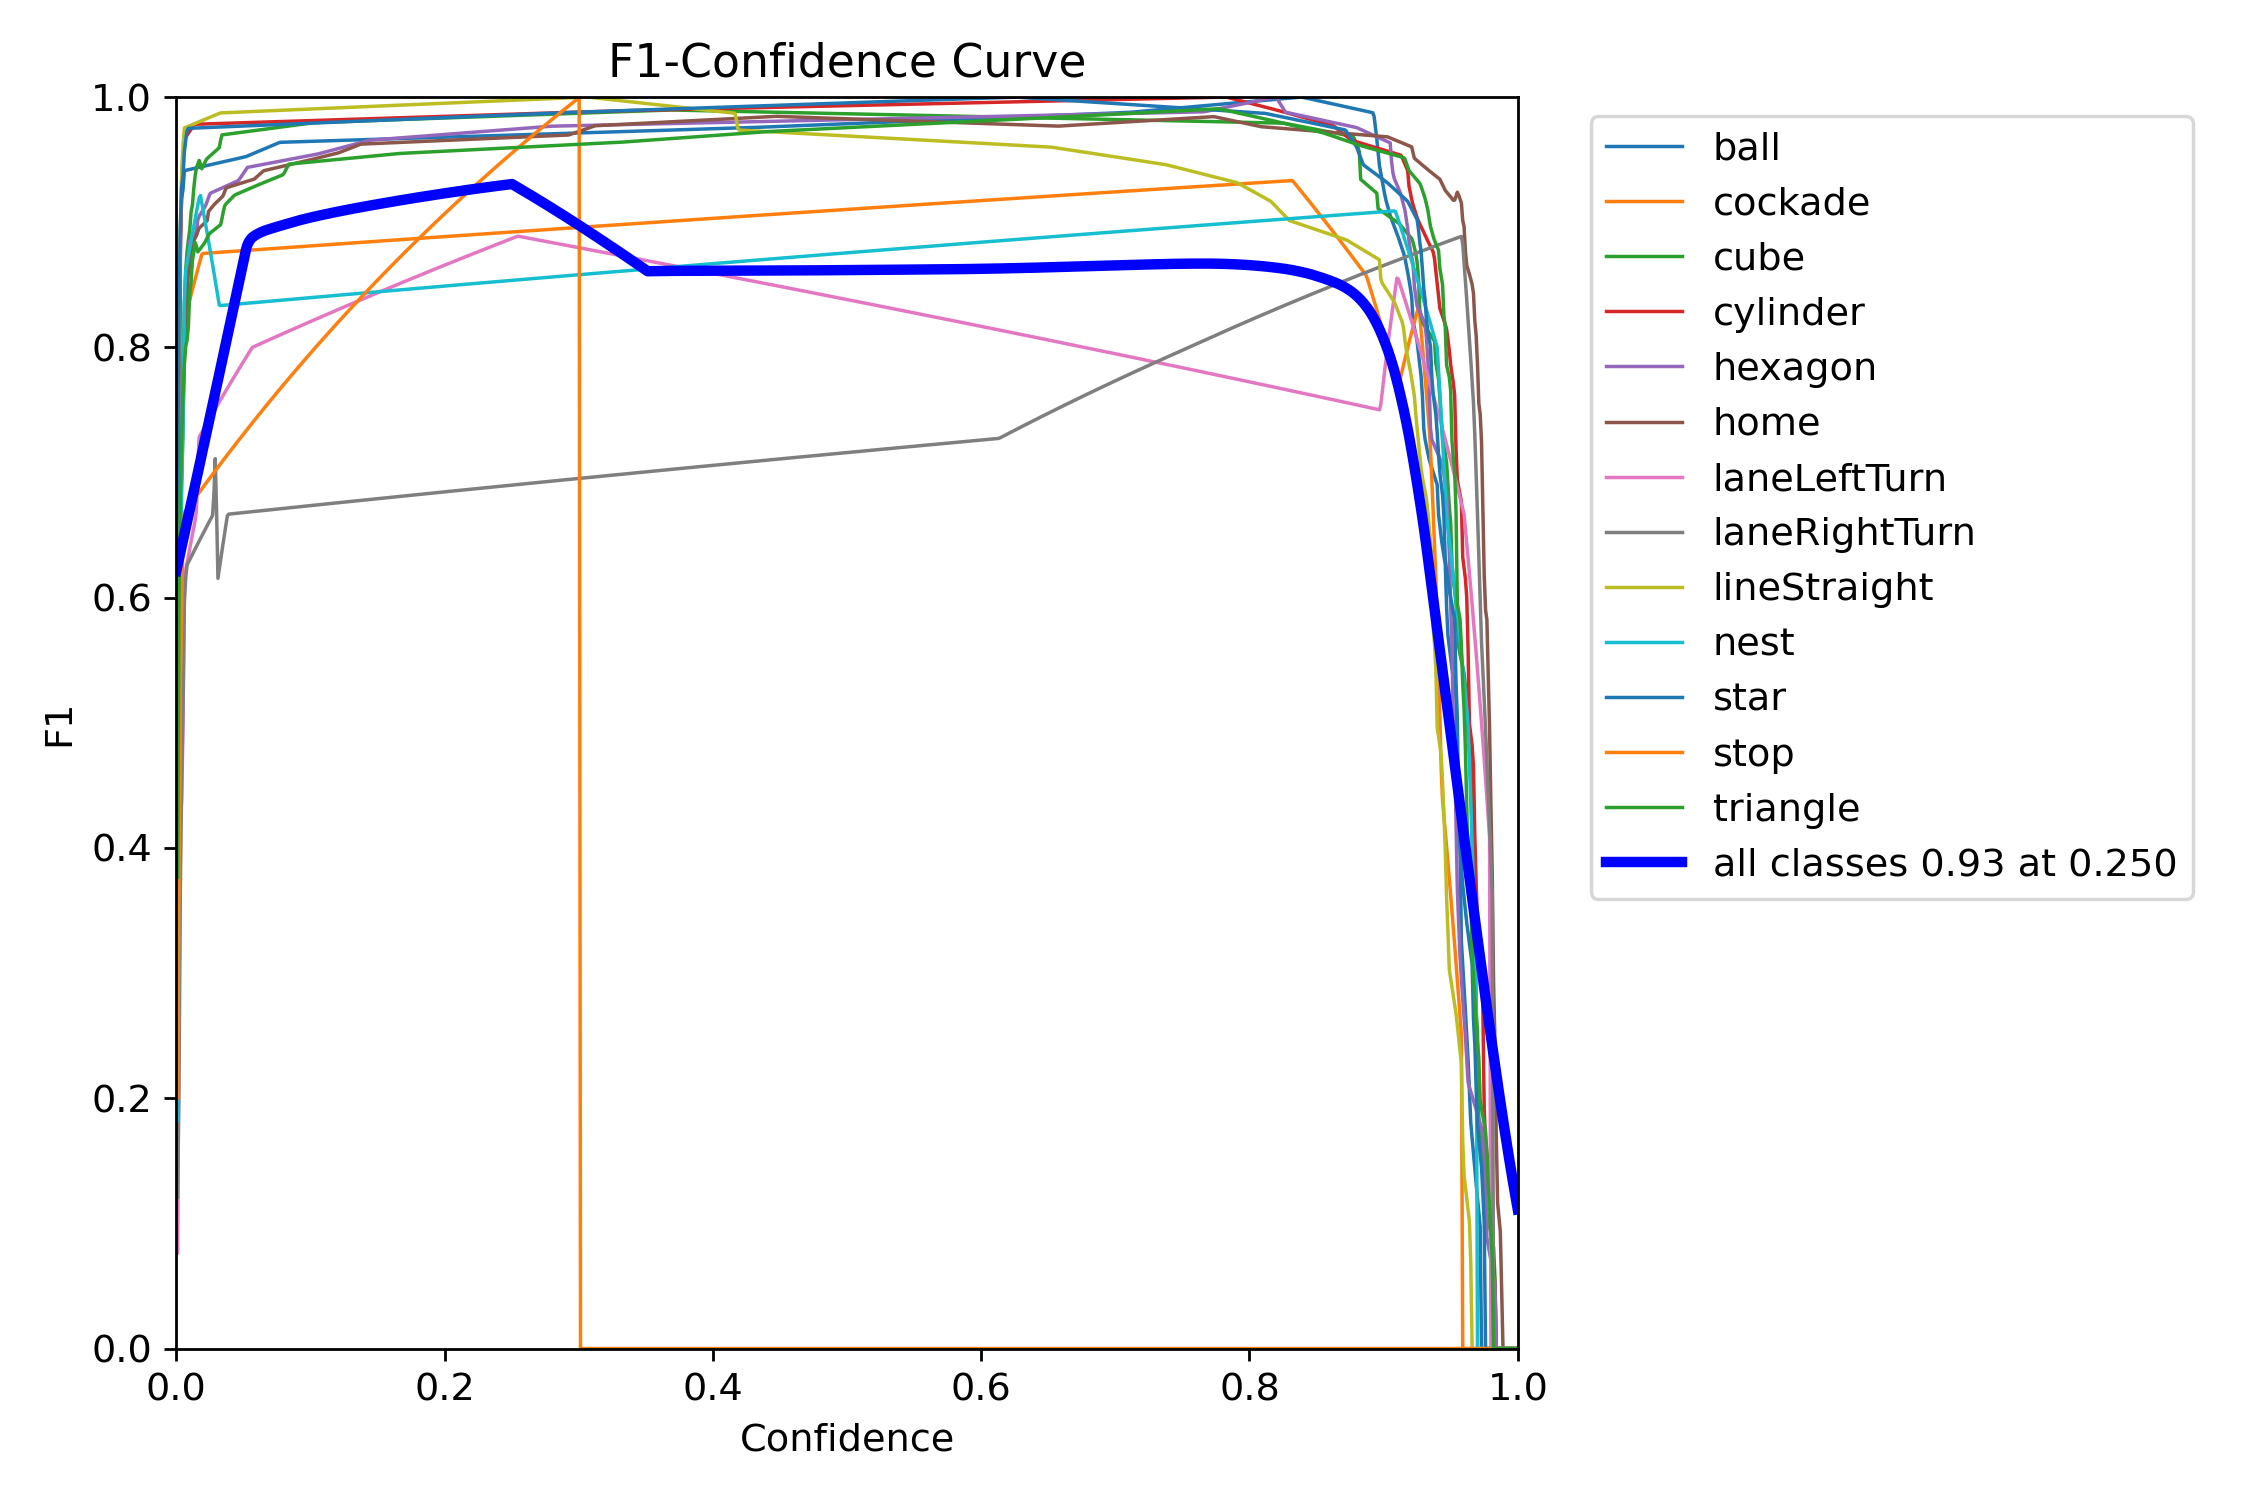 F1-Confidence Curve
1.0
0.8
0.6
0.4
0.2
0.0
F1
0.0 0.2 0.4 0.6 0.8 1.0
Confidence
ball
cockade
cube
cylinder
hexagon
home
laneLeftTurn
laneRightTurn
lineStraight
nest
star
stop
triangle
all classes 0.93 at 0.250